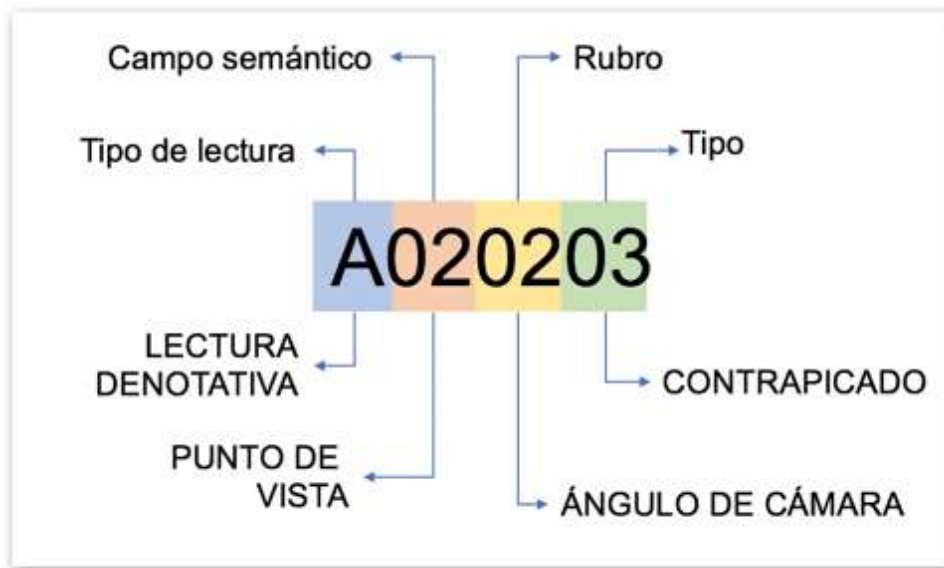 Campo semántico
Rubro
Tipo de lectura
Tipo
A020203
LECTURA
DENOTATIVA
CONTRAPICADO
PUNTO DE
VISTA
ÁNGULO DE CÁMARA